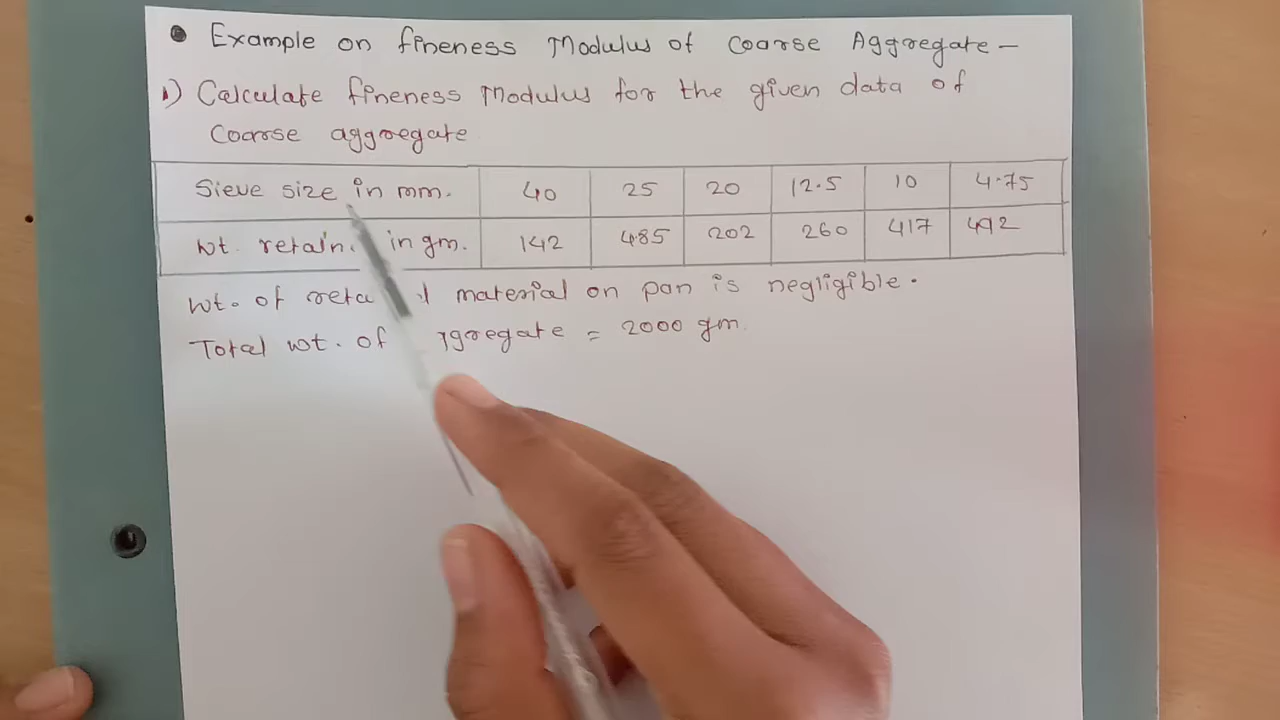 • Example on fineness Modulus of Coarse Aggregate —
1) Calculate fineness Modulus for the given data of
Coarse aggregate
Sieve size in mm. 40 25 20 12.5 10 4.75
wt. retain. in gm. 142 485 202 260 417 492
wt. of material on pan is negligible.
Total wt. of = 2000 gm.